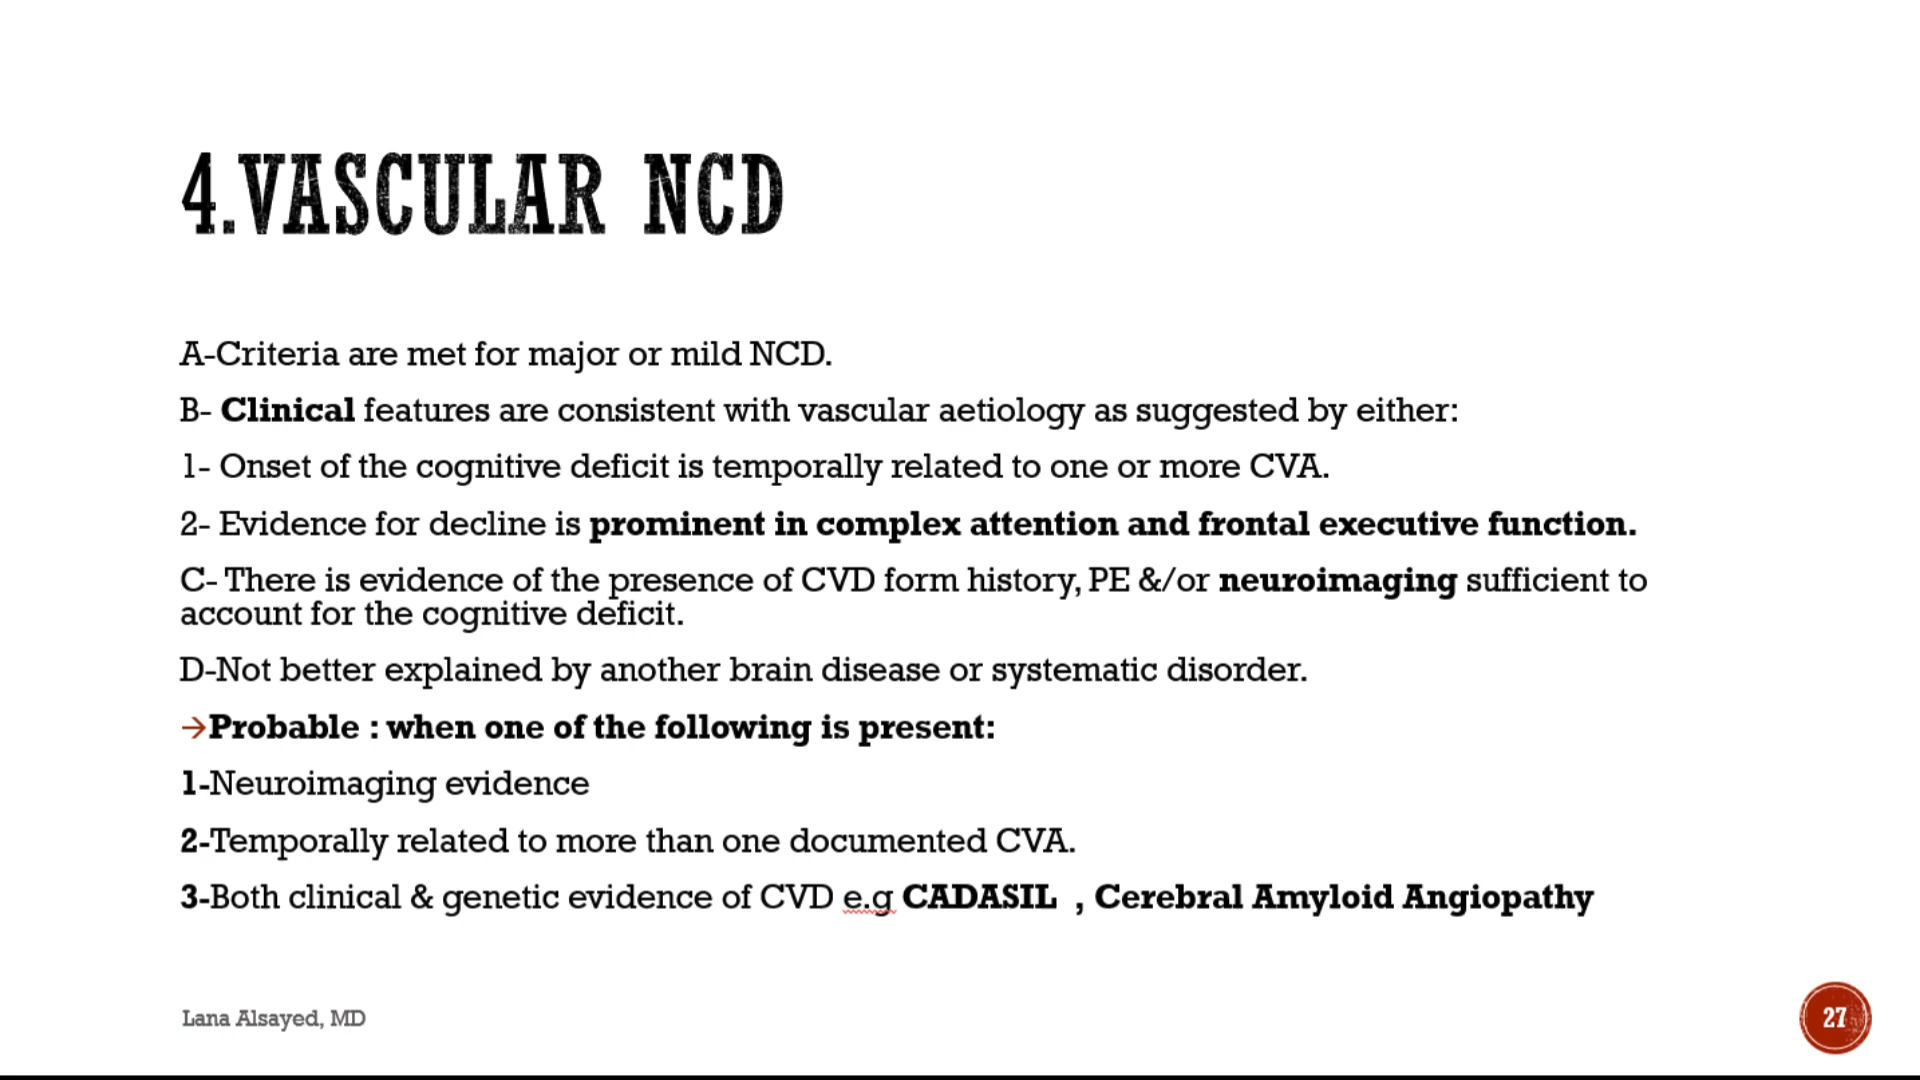 4.VASCULAR NCD
A-Criteria are met for major or mild NCD.
B- Clinical features are consistent with vascular aetiology as suggested by either:
1- Onset of the cognitive deficit is temporally related to one or more CVA.
2- Evidence for decline is prominent in complex attention and frontal executive function.
C- There is evidence of the presence of CVD form history, PE &/or neuroimaging sufficient to
account for the cognitive deficit.
D-Not better explained by another brain disease or systematic disorder.
→Probable : when one of the following is present:
1-Neuroimaging evidence
2-Temporally related to more than one documented CVA.
3-Both clinical & genetic evidence of CVD e.g CADASIL , Cerebral Amyloid Angiopathy
Lana Alsayed, MD
27